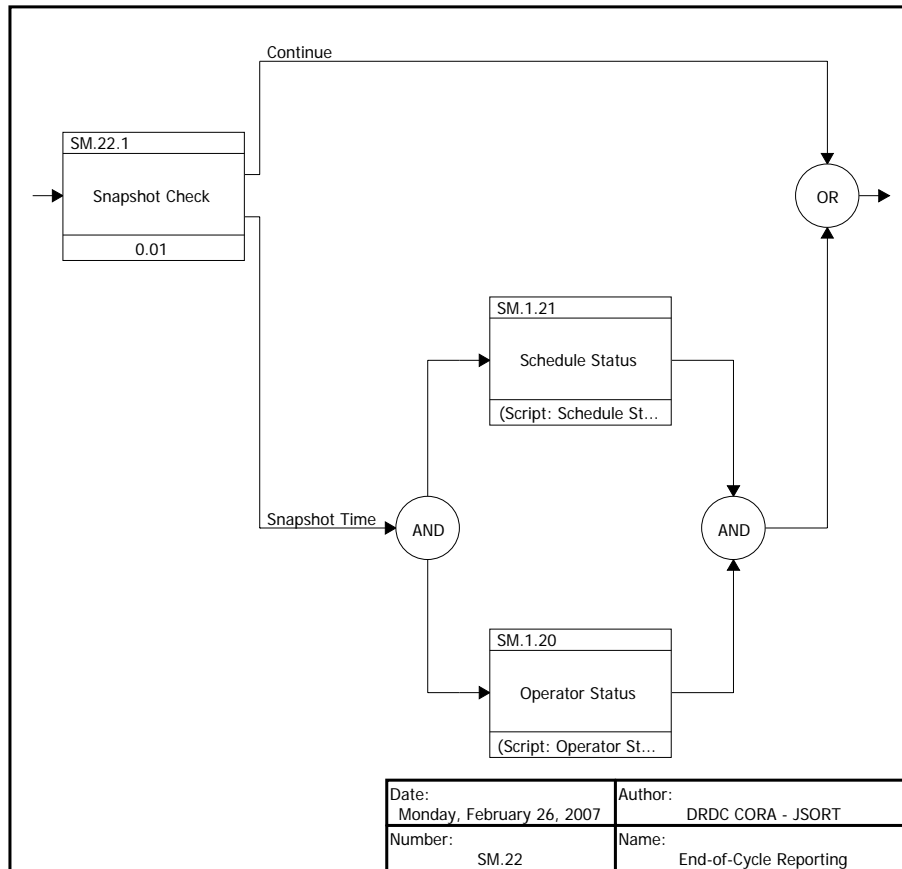 Continue
SM.22.1
Snapshot Check
0.01
OR
SM.1.21
Schedule Status
(Script: Schedule St...
Snapshot Time
AND
AND
SM.1.20
Operator Status
(Script: Operator St...
Date:
Monday, February 26, 2007
Author:
DRDC CORA - JSORT
Number:
SM.22
Name:
End-of-Cycle Reporting